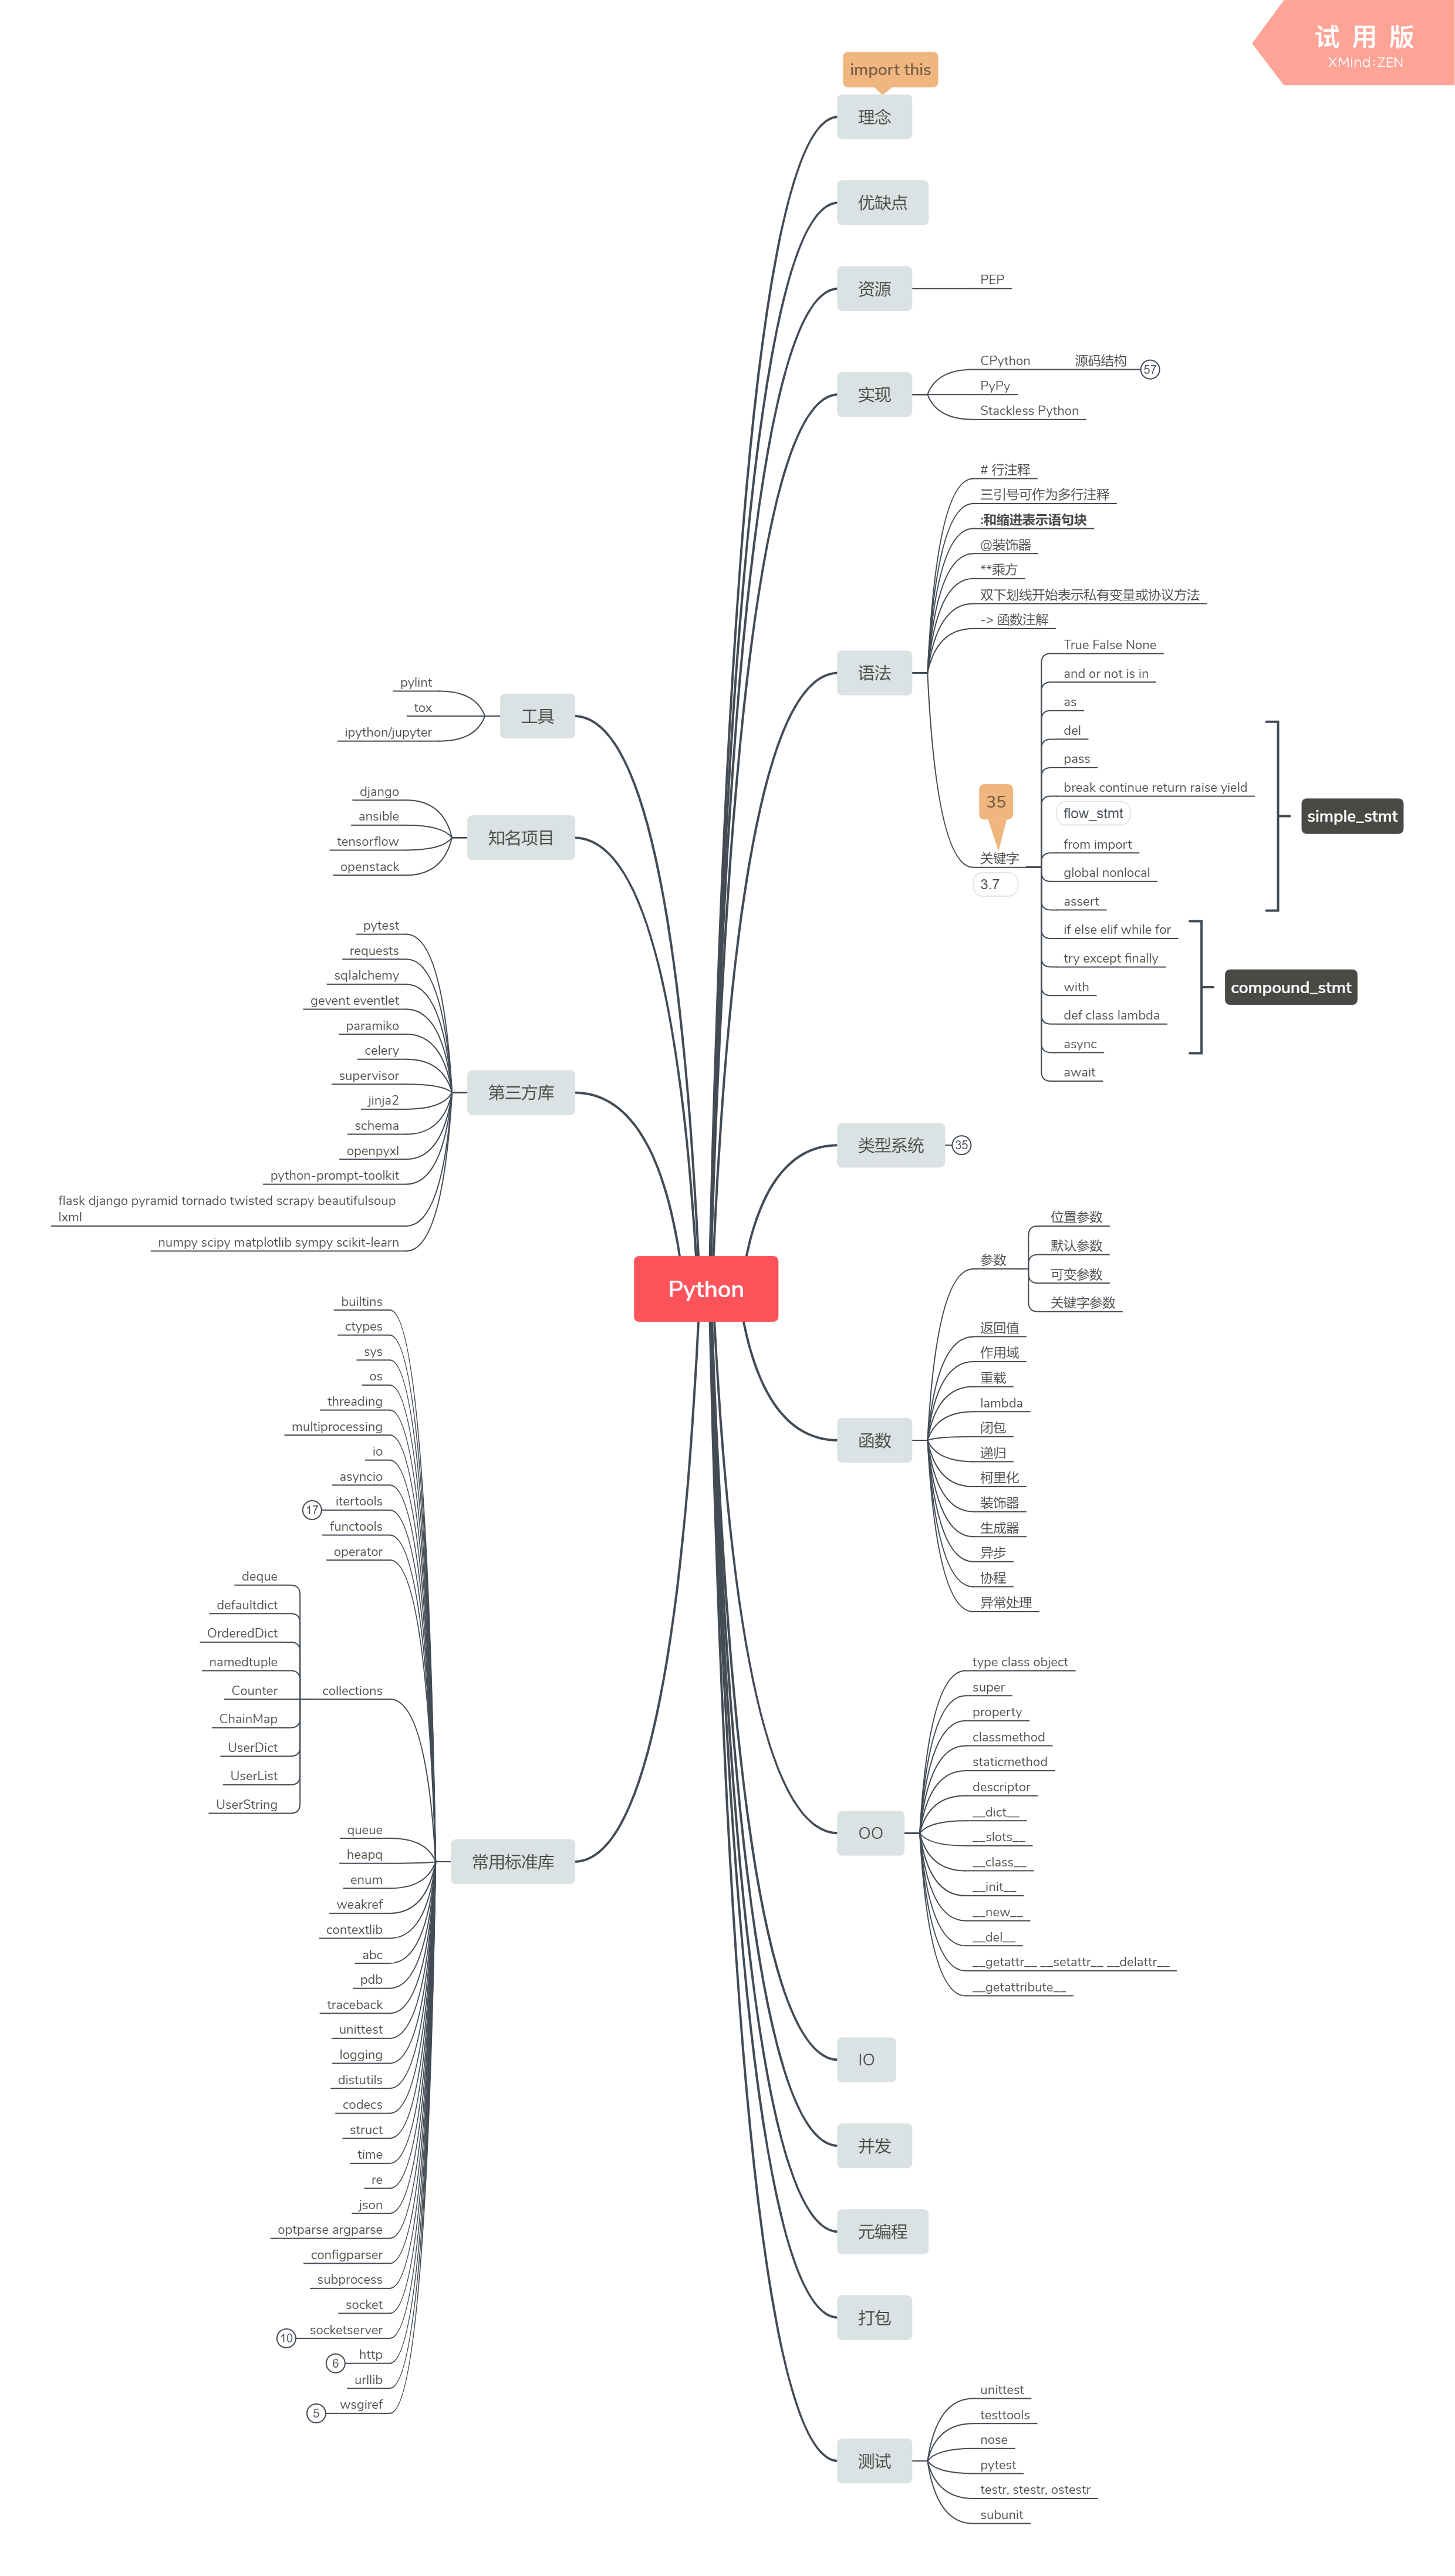 试用版
XMind:ZEN
import this
理念
优缺点
资源
PEP
实现
CPython
源码结构
57
PyPy
Stackless Python
语法
# 行注释
三引号可作为多行注释
:和缩进表示语句块
@装饰器
**乘方
双下划线开始表示私有变量或协议方法
-> 函数注解
35
关键字
3.7
True False None
and or not is in
as
del
pass
break continue return raise yield
flow_stmt
from import
global nonlocal
assert
simple_stmt
if else elif while for
try except finally
with
def class lambda
async
compound_stmt
await
类型系统
35
函数
参数
位置参数
默认参数
可变参数
关键字参数
返回值
作用域
重载
lambda
闭包
递归
柯里化
装饰器
生成器
异步
协程
异常处理
OO
type class object
super
property
classmethod
staticmethod
descriptor
__dict__
__slots__
__class__
__init__
__new__
__del__
__getattr__ __setattr__ __delattr__
__getattribute__
IO
并发
元编程
打包
测试
unittest
testtools
nose
pytest
testr, stestr, ostestr
subunit
Python
工具
pylint
tox
ipython/jupyter
知名项目
django
ansible
tensorflow
openstack
第三方库
pytest
requests
sqlalchemy
gevent eventlet
paramiko
celery
supervisor
jinja2
schema
openpyxl
python-prompt-toolkit
flask django pyramid tornado twisted scrapy beautifulsoup
lxml
numpy scipy matplotlib sympy scikit-learn
常用标准库
builtins
ctypes
sys
os
threading
multiprocessing
io
asyncio
itertools
17
functools
operator
collections
deque
defaultdict
OrderedDict
namedtuple
Counter
ChainMap
UserDict
UserList
UserString
queue
heapq
enum
weakref
contextlib
abc
pdb
traceback
unittest
logging
distutils
codecs
struct
time
re
json
optparse argparse
configparser
subprocess
socket
socketserver
10
http
6
urllib
wsgiref
5